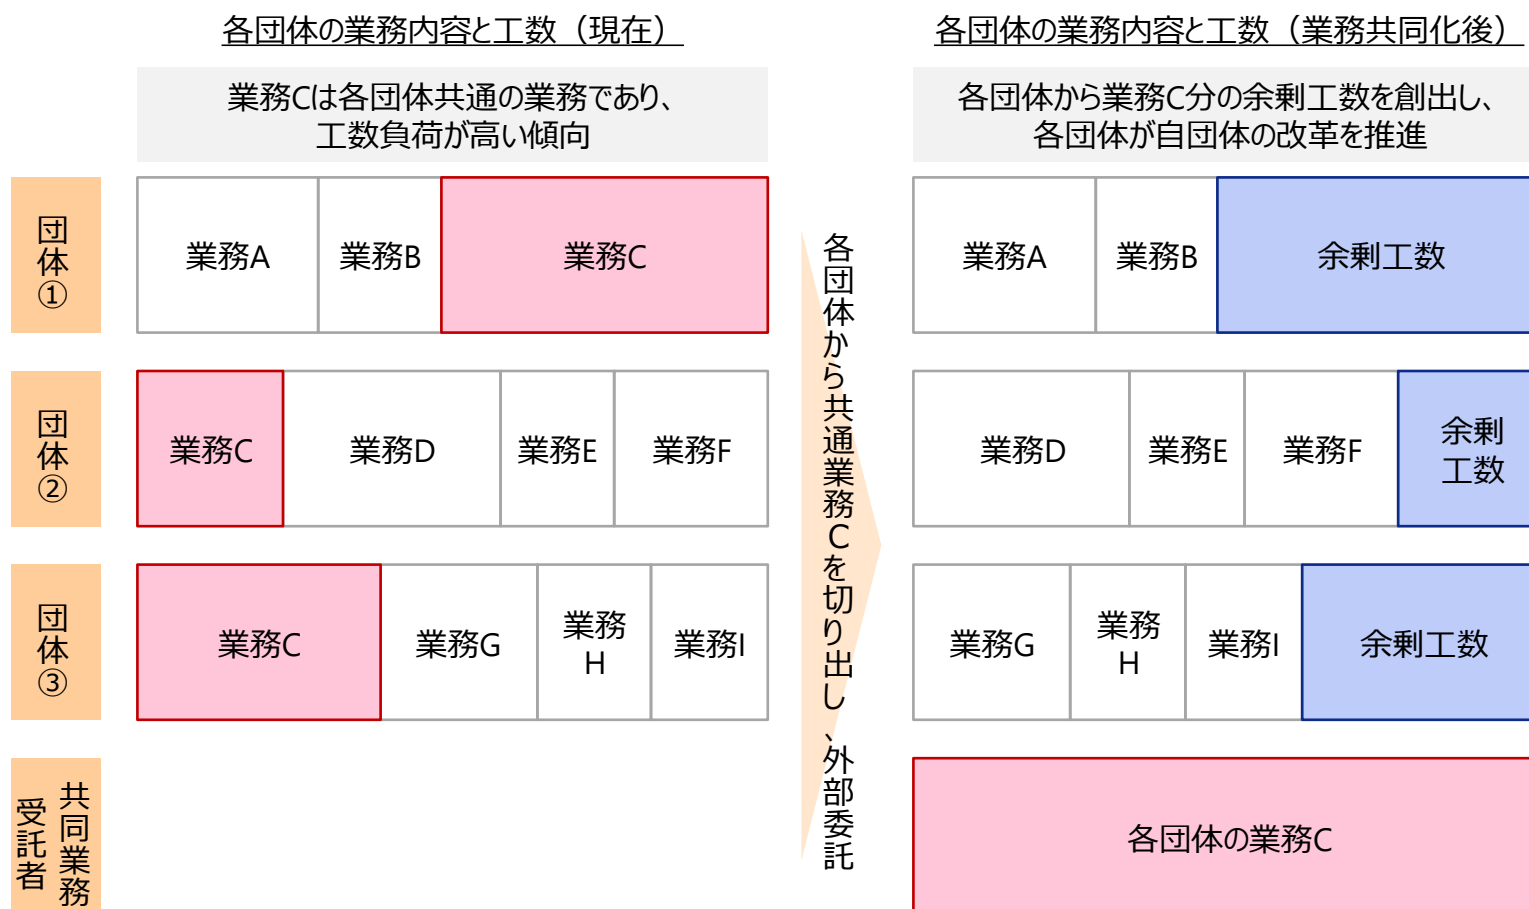 各団体の業務内容と工数（現在）
業務Cは各団体共通の業務であり、
工数負荷が高い傾向
各団体の業務内容と工数（業務共同化後）
各団体から業務C分の余剰工数を創出し、
各団体が自団体の改革を推進
団体①
業務A
業務B
業務C
団体②
業務C
業務D
業務E
業務F
団体③
業務C
業務G
業務
H
業務I
共同業務
受託者
各団体から共通業務Cを切り出し、外部委託
業務A
業務B
余剰工数
業務D
業務E
業務F
余剰
工数
業務G
業務
H
業務I
余剰工数
各団体の業務C